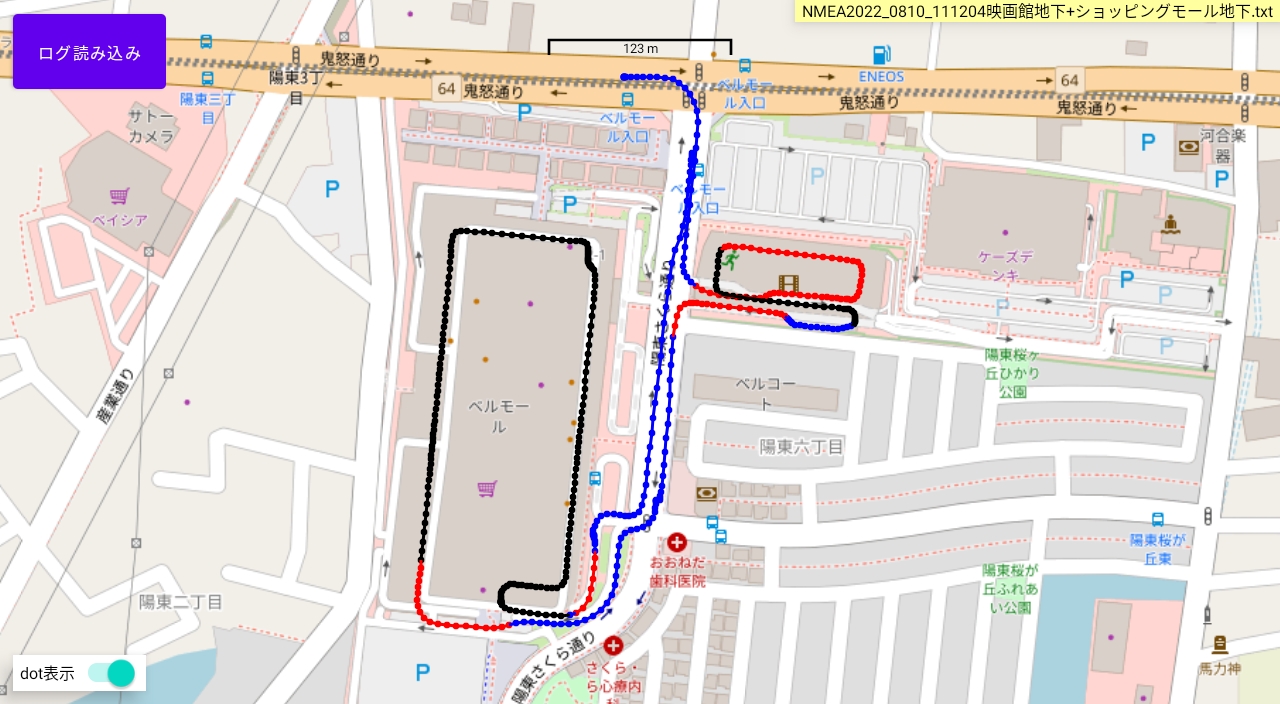 NMEA2022_0810_111204映画館地下+ショッピングモール地下.txt
ログ読み込み
123 m
鬼怒通り
陽東3丁
目
64
鬼怒通り
ベルモー
ル入口
ENEOS
64
鬼怒通り
鬼怒通り
陽東三丁
目
サトー
カメラ
P
ベルモー
ル入口
P
河合楽
器
P
P
P
ベイシア
P
P
ベルモー
ル入口
ケーズデ
ンキ
P
P
P
P
産業通り
ベルモー
ル
ベルコー
ト
陽東桜ヶ
丘ひかり
公園
陽東六丁目
おおねだ
歯科医院
陽東桜が
丘東
陽東桜が
丘ふれあ
い公園
陽東二丁目
陽東さくら通り
さくら・
ら心療内
科
馬力神
P
dot表示